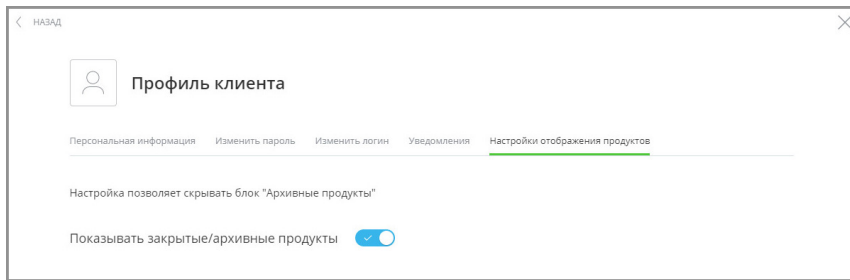 НАЗАД
Профиль клиента
Персональная информация Изменить пароль Изменить логин Уведомления Настройки отображения продуктов
Настройка позволяет скрывать блок "Архивные продукты"
Показывать закрытые/архивные продукты